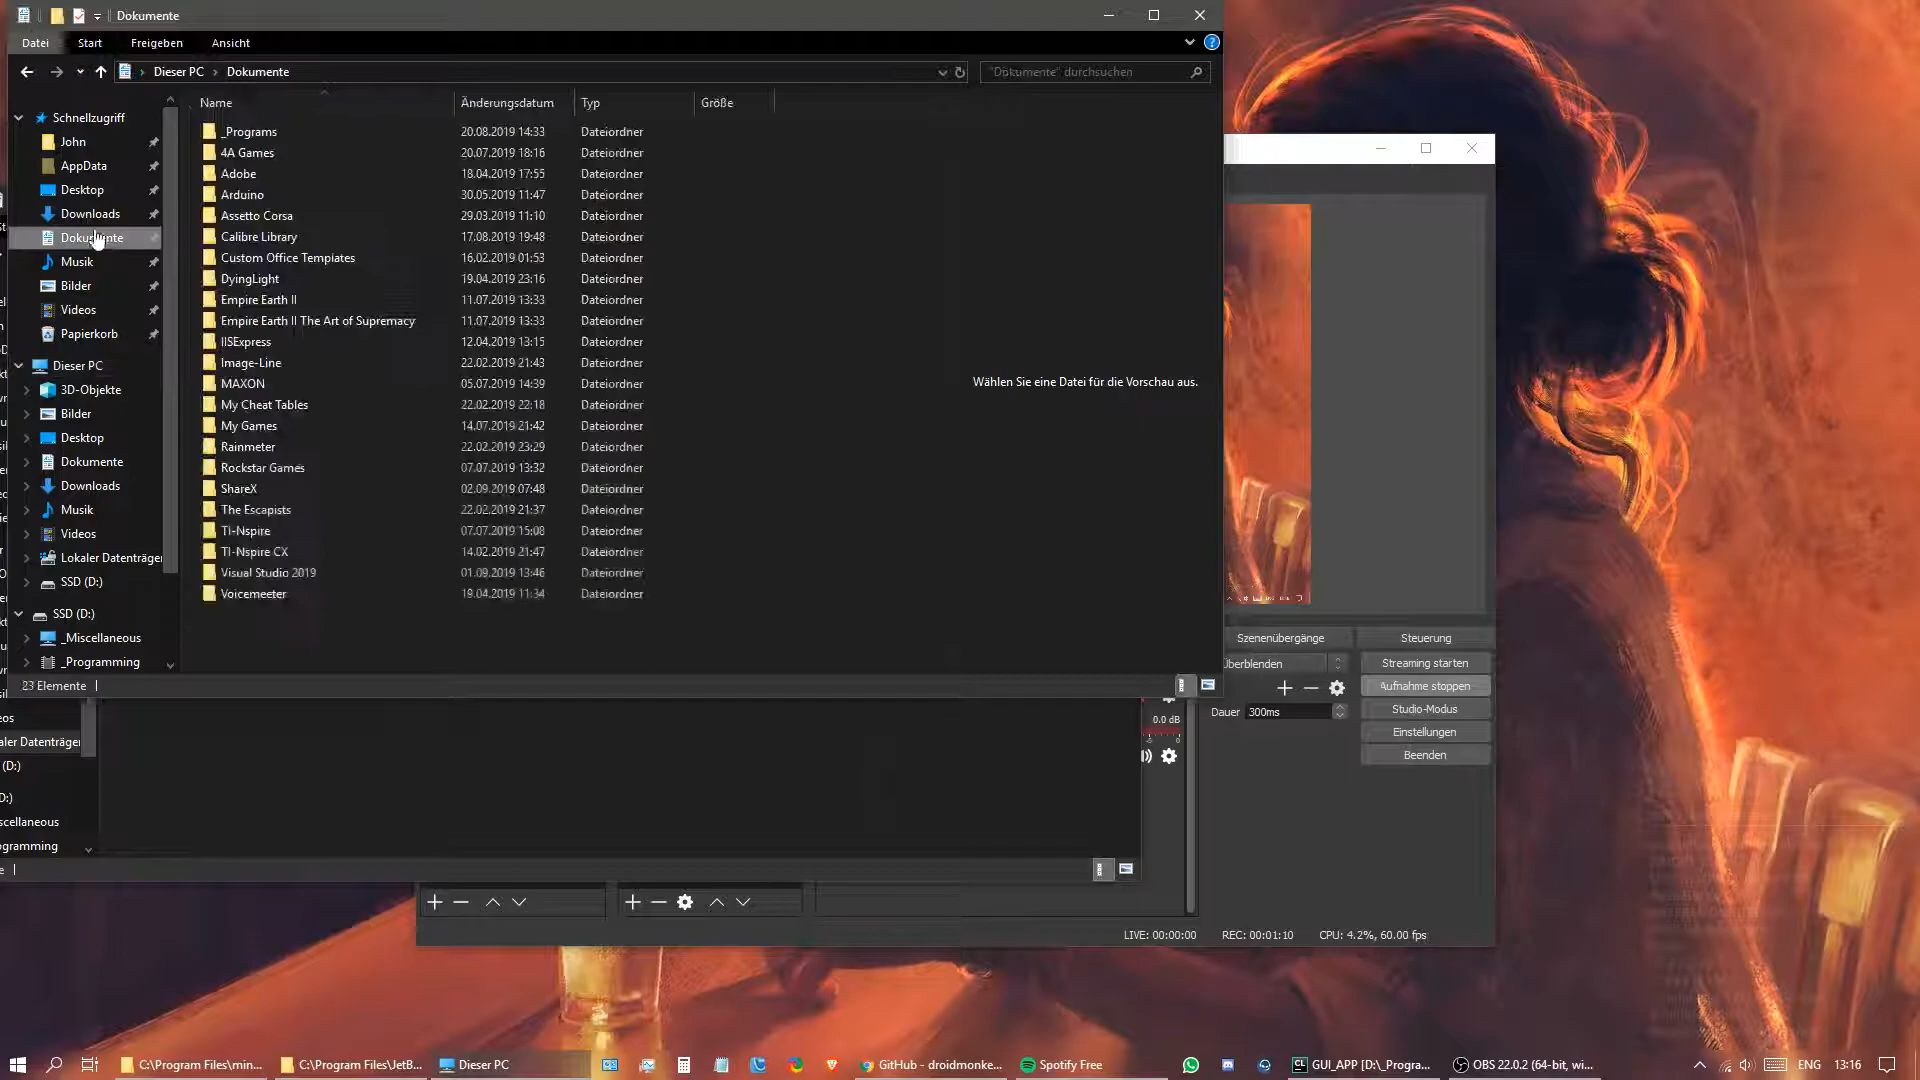 Dokumente
Datei Start Freigeben Ansicht
Dieser PC Dokumente "Dokumente" durchsuchen
Name Änderungsdatum Typ Größe
Schnellzugriff
John
AppData
Desktop
Downloads
Dokumente
Musik
Bilder
Videos
Papierkorb
Dieser PC
3D-Objekte
Bilder
Desktop
Dokumente
Downloads
Musik
Videos
Lokaler Datenträger
SSD (D:)
SSD (D:)
_Miscellaneous
_Programming
_Programs 20.08.2019 14:33 Dateiordner
4A Games 20.07.2019 18:16 Dateiordner
Adobe 18.04.2019 17:55 Dateiordner
Arduino 30.05.2019 11:47 Dateiordner
Assetto Corsa 29.03.2019 11:10 Dateiordner
Calibre Library 17.08.2019 19:48 Dateiordner
Custom Office Templates 16.02.2019 01:53 Dateiordner
DyingLight 19.04.2019 23:16 Dateiordner
Empire Earth II 11.07.2019 13:33 Dateiordner
Empire Earth II The Art of Supremacy 11.07.2019 13:33 Dateiordner
IISExpress 12.04.2019 13:15 Dateiordner
Image-Line 22.02.2019 21:43 Dateiordner
MAXON 05.07.2019 14:39 Dateiordner
My Cheat Tables 22.02.2019 22:18 Dateiordner
My Games 14.07.2019 21:42 Dateiordner
Rainmeter 22.02.2019 23:29 Dateiordner
Rockstar Games 07.07.2019 13:32 Dateiordner
ShareX 02.09.2019 07:48 Dateiordner
The Escapists 22.02.2019 21:37 Dateiordner
TI-Nspire 07.07.2019 15:08 Dateiordner
TI-Nspire CX 14.02.2019 21:47 Dateiordner
Visual Studio 2019 01.09.2019 13:46 Dateiordner
Voicemeeter 19.04.2019 11:34 Dateiordner
Wählen Sie eine Datei für die Vorschau aus.
23 Elemente
aler Datenträger
(D:)
D:)
scellaneous
ogramming
Szenenübergänge
Überblenden
Dauer 300ms
0.0 dB
Steuerung
Streaming starten
Aufnahme stoppen
Studio-Modus
Einstellungen
Beenden
LIVE: 00:00:00 REC: 00:01:10 CPU: 4.2%, 60.00 fps
C:\Program Files\min... C:\Program Files\JetB... Dieser PC GitHub - droidmonke... Spotify Free GUI_APP [D:\_Progra... OBS 22.0.2 (64-bit, wi... ENG 13:16